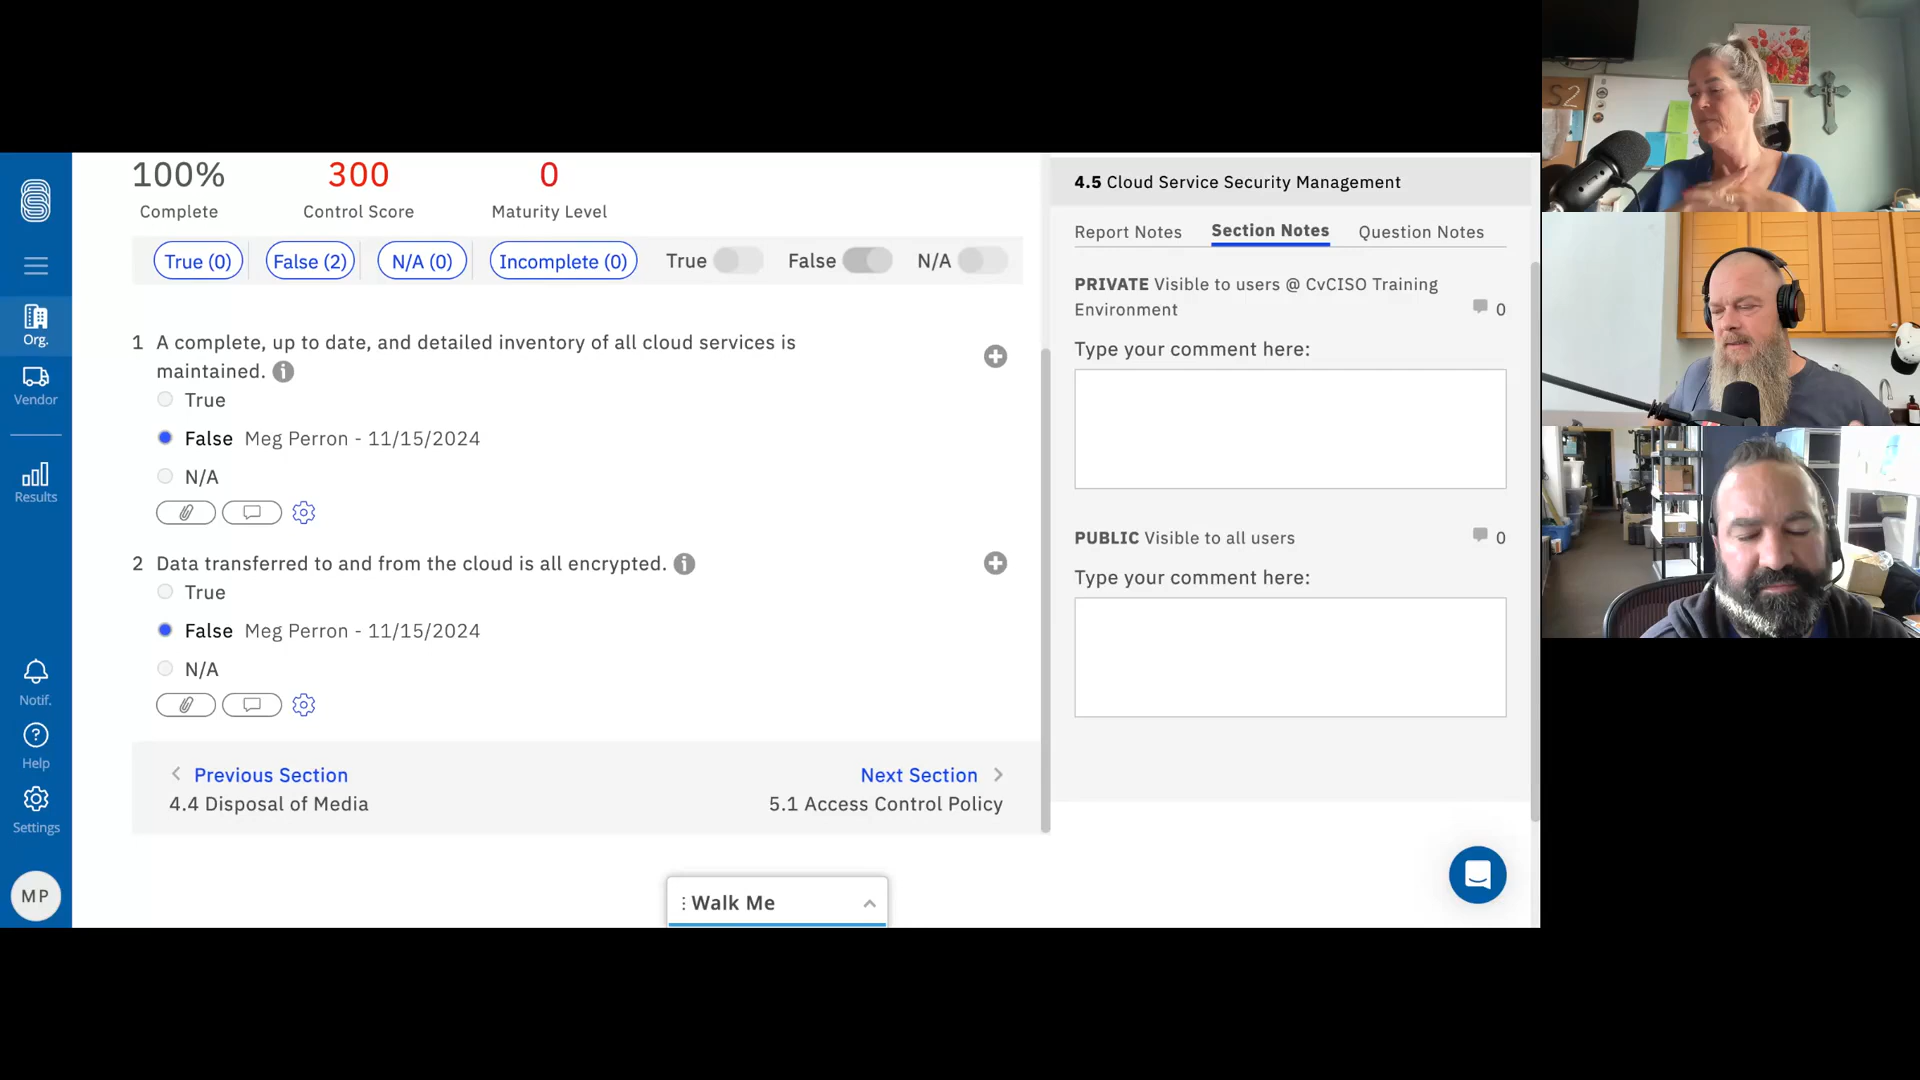 100%
Complete
300
Control Score
0
Maturity Level
True (0)
False (2)
N/A (0)
Incomplete (0)
True
False
N/A
1 A complete, up to date, and detailed inventory of all cloud services is
maintained.
True
False Meg Perron - 11/15/2024
N/A
2 Data transferred to and from the cloud is all encrypted.
True
False Meg Perron - 11/15/2024
N/A
Previous Section
4.4 Disposal of Media
Next Section
5.1 Access Control Policy
Walk Me
Org.
Vendor
Results
Notif.
Help
Settings
MP
4.5 Cloud Service Security Management
Report Notes
Section Notes
Question Notes
PRIVATE Visible to users @ CvCISO Training
Environment
0
Type your comment here:
PUBLIC Visible to all users
0
Type your comment here:
S2